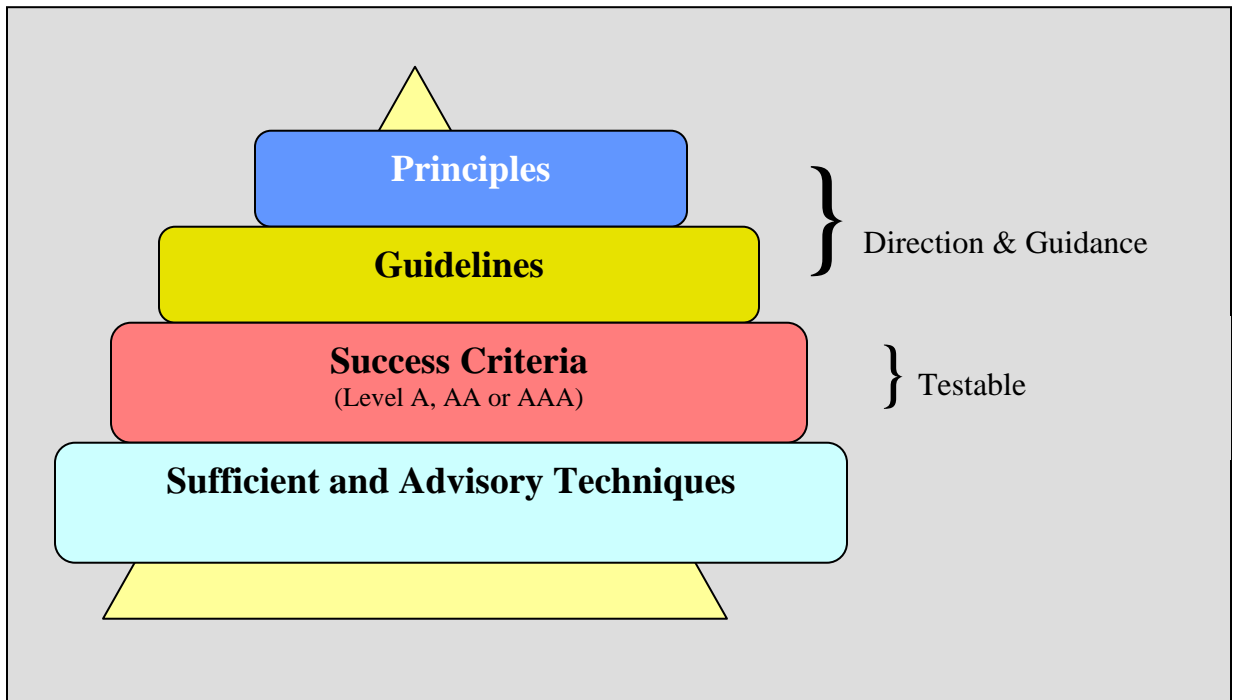 Principles
Guidelines
Direction & Guidance
Success Criteria
(Level A, AA or AAA)
Testable
Sufficient and Advisory Techniques